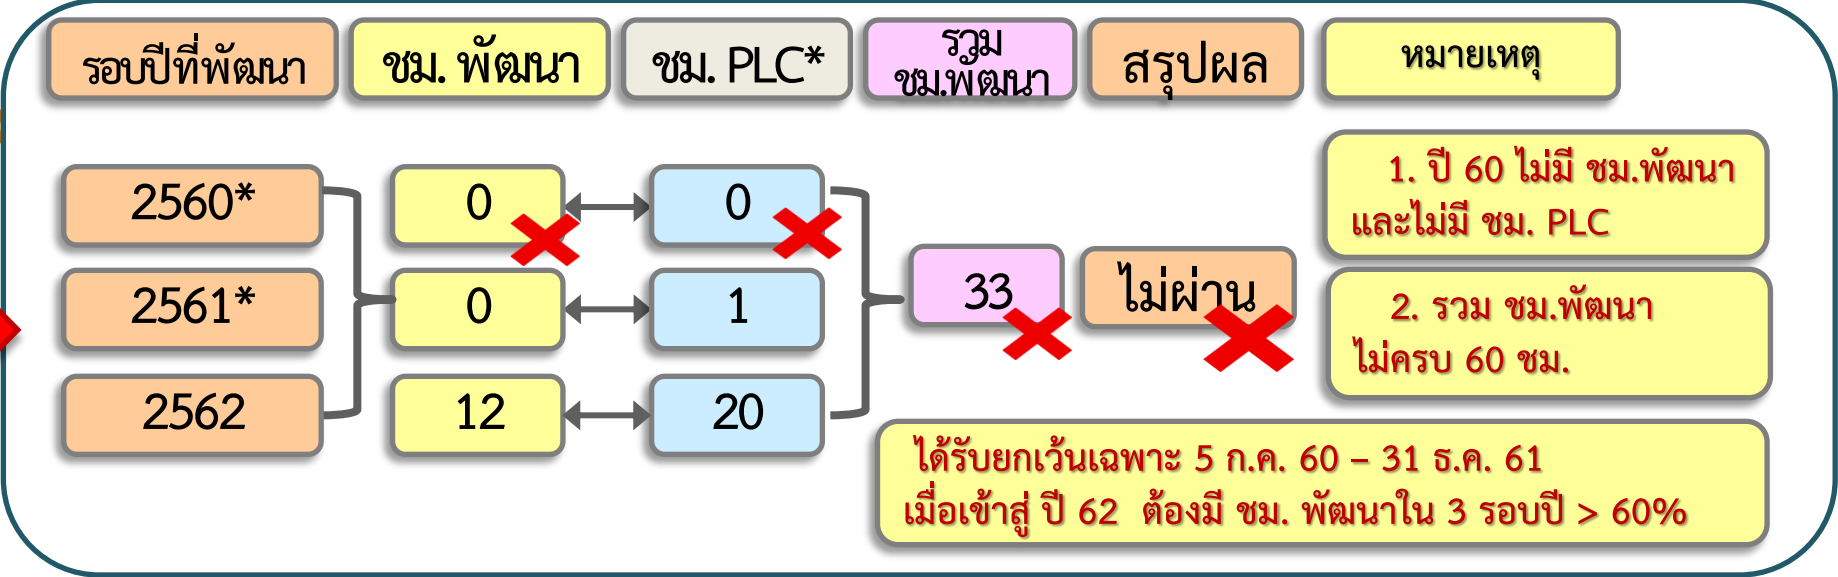 รอบปีที่พัฒนา
ชม. พัฒนา
ชม. PLC*
รวม
ชม.พัฒนา
สรุปผล
หมายเหตุ
2560*
0
0
2561*
0
1
2562
12
20
33
ไม่ผ่าน
1. ปี 60 ไม่มี ชม.พัฒนา
และไม่มี ชม. PLC
2. รวม ชม.พัฒนา
ไม่ครบ 60 ชม.
ได้รับยกเว้นเฉพาะ 5 ก.ค. 60 – 31 ธ.ค. 61
เมื่อเข้าสู่ ปี 62 ต้องมี ชม. พัฒนาใน 3 รอบปี > 60%